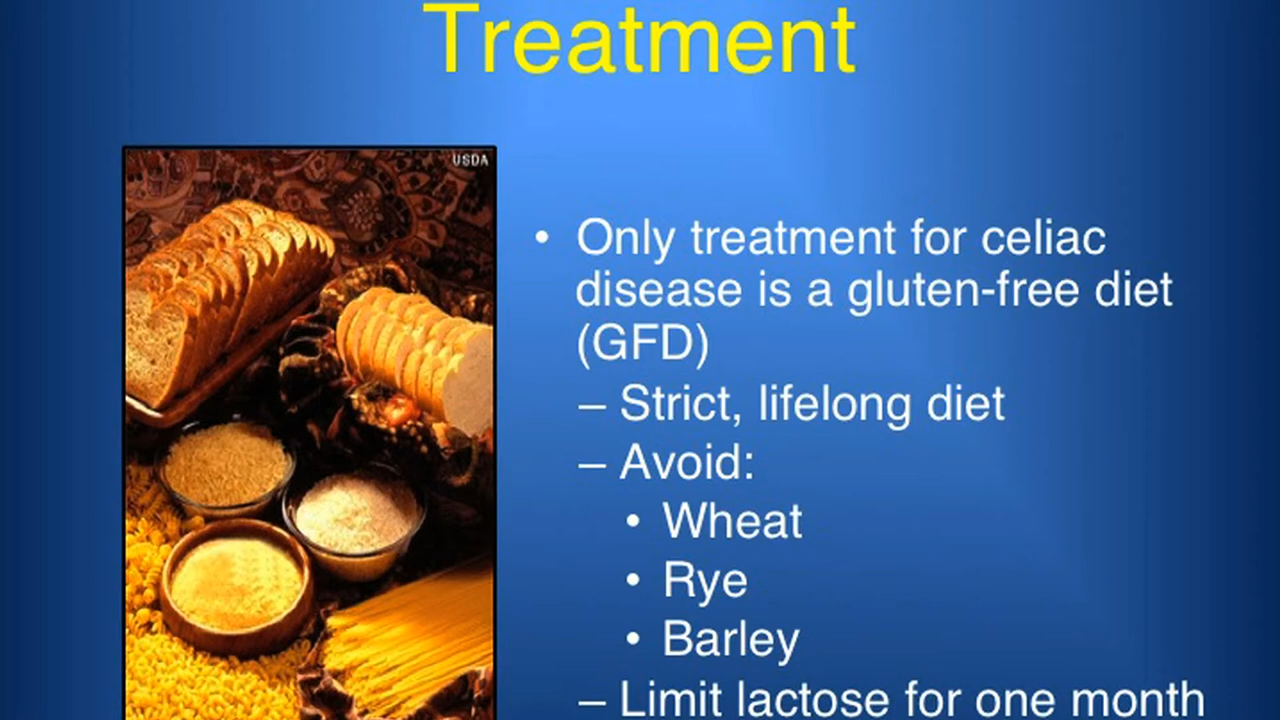 Treatment
USDA
• Only treatment for celiac
disease is a gluten-free diet
(GFD)
– Strict, lifelong diet
– Avoid:
• Wheat
• Rye
• Barley
– Limit lactose for one month